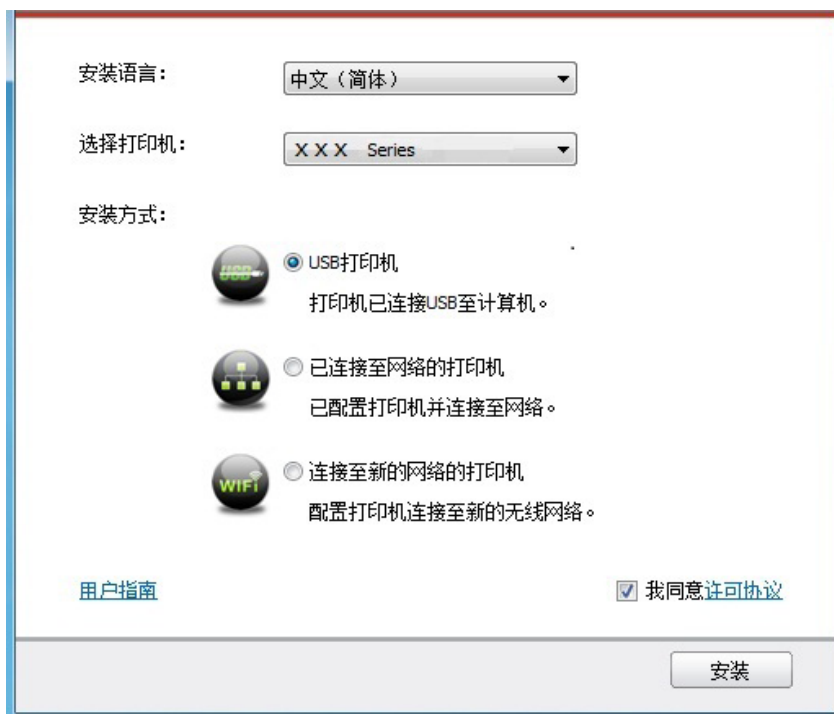 安装语言： 中文（简体）
选择打印机： X X X Series
安装方式：
USB USB打印机
打印机已连接USB至计算机。
已连接至网络的打印机
已配置打印机并连接至网络。
WiFi 连接至新的网络的打印机
配置打印机连接至新的无线网络。
用户指南 我同意许可协议
安装